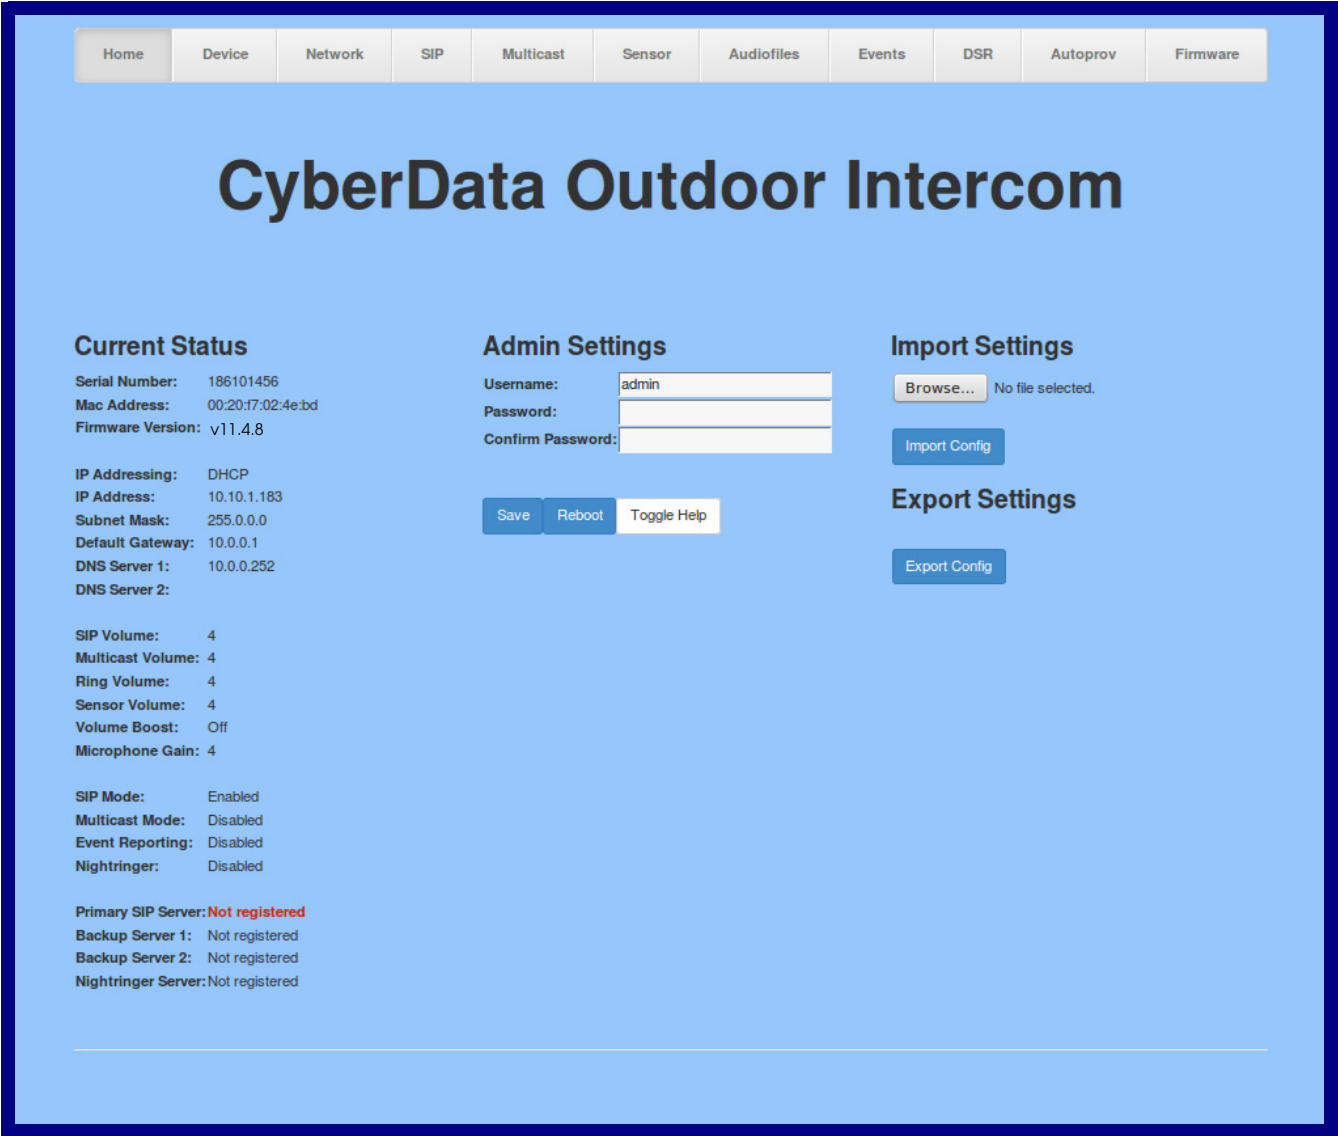 Home Device Network SIP Multicast Sensor Audiofiles Events DSR Autoprov Firmware
CyberData Outdoor Intercom
Current Status
Serial Number: 186101456
Mac Address: 00:20:f7:02:4e:bd
Firmware Version: v11.4.8
IP Addressing: DHCP
IP Address: 10.10.1.183
Subnet Mask: 255.0.0.0
Default Gateway: 10.0.0.1
DNS Server 1: 10.0.0.252
DNS Server 2:
SIP Volume: 4
Multicast Volume: 4
Ring Volume: 4
Sensor Volume: 4
Volume Boost: Off
Microphone Gain: 4
SIP Mode: Enabled
Multicast Mode: Disabled
Event Reporting: Disabled
Nightringer: Disabled
Primary SIP Server: Not registered
Backup Server 1: Not registered
Backup Server 2: Not registered
Nightringer Server: Not registered
Admin Settings
Username: admin
Password:
Confirm Password:
Save Reboot Toggle Help
Import Settings
Browse... No file selected.
Import Config
Export Settings
Export Config